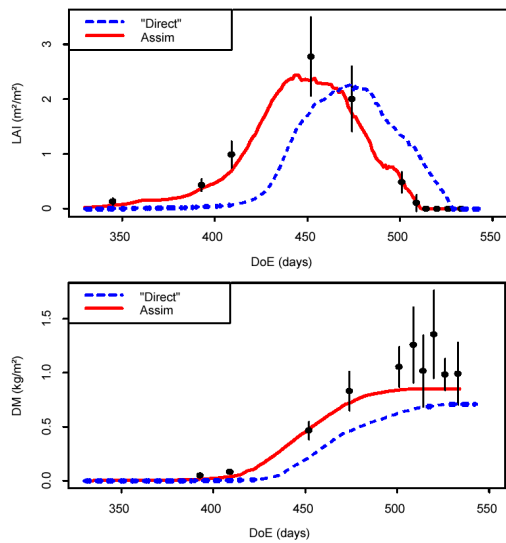 "Direct"
Assim
LAI (m²/m²)
3
2
1
0
350 400 450 500 550
DoE (days)
"Direct"
Assim
DM (kg/m²)
1.5
1.0
0.5
0.0
350 400 450 500 550
DoE (days)